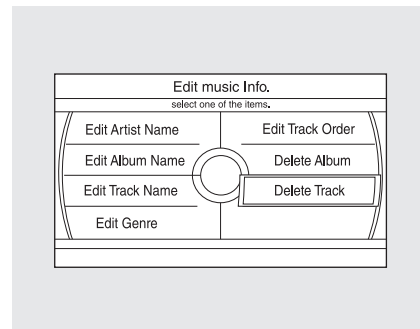 Edit music Info.
select one of the items.
Edit Artist Name
Edit Album Name
Edit Track Name
Edit Genre
Edit Track Order
Delete Album
Delete Track